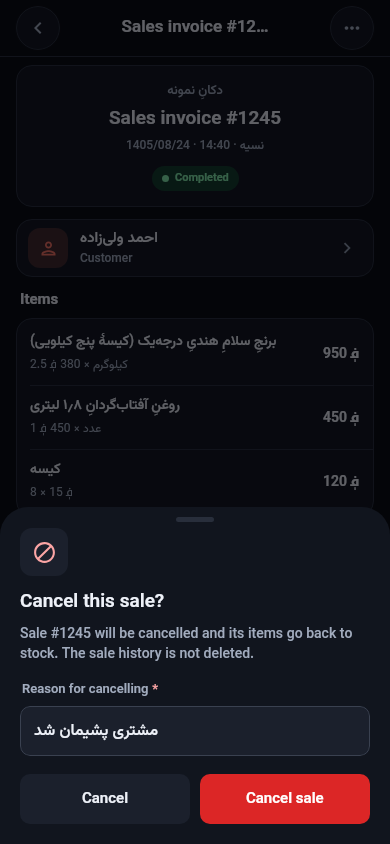 Sales invoice #12…
دکانِ نمونه
Sales invoice #1245
1405/08/24 · 14:40 · نسیه
Completed
احمد ولی‌زاده
Customer
Items
برنجِ سلامِ هندیِ درجه‌یک (کیسهٔ پنج کیلویی)
950 ؋
2.5 کیلوگرم × 380 ؋
روغنِ آفتاب‌گردانِ ۱٫۸ لیتری
450 ؋
1 عدد × 450 ؋
کیسه
120 ؋
8 × 15 ؋
Cancel this sale?
Sale #1245 will be cancelled and its items go back to
stock. The sale history is not deleted.
Reason for cancelling *
مشتری پشیمان شد
Cancel
Cancel sale